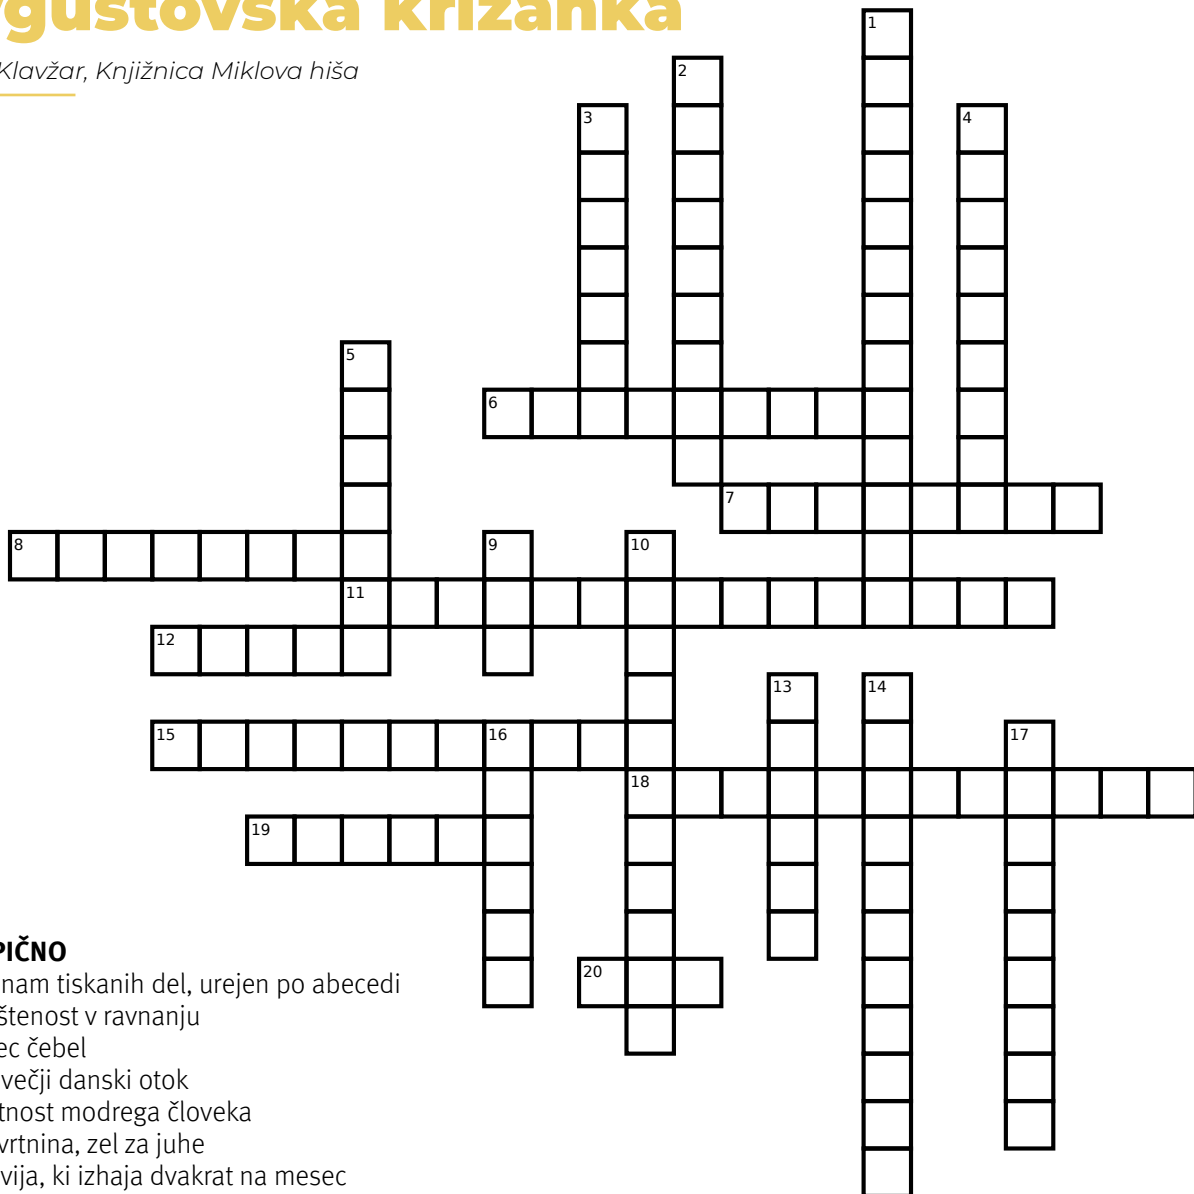 vgustovska križanka
1
Klavžar, Knjižnica Miklova hiša
2
3 4
5
6
7
8 9 10
11
12
13 14
15 16 17
18
19
PIČNO
20
nam tiskanih del, urejen po abecedi
štenost v ravnanju
ec čebel
večji danski otok
tnost modrega človeka
vrtnina, zel za juhe
vija, ki izhaja dvakrat na mesec